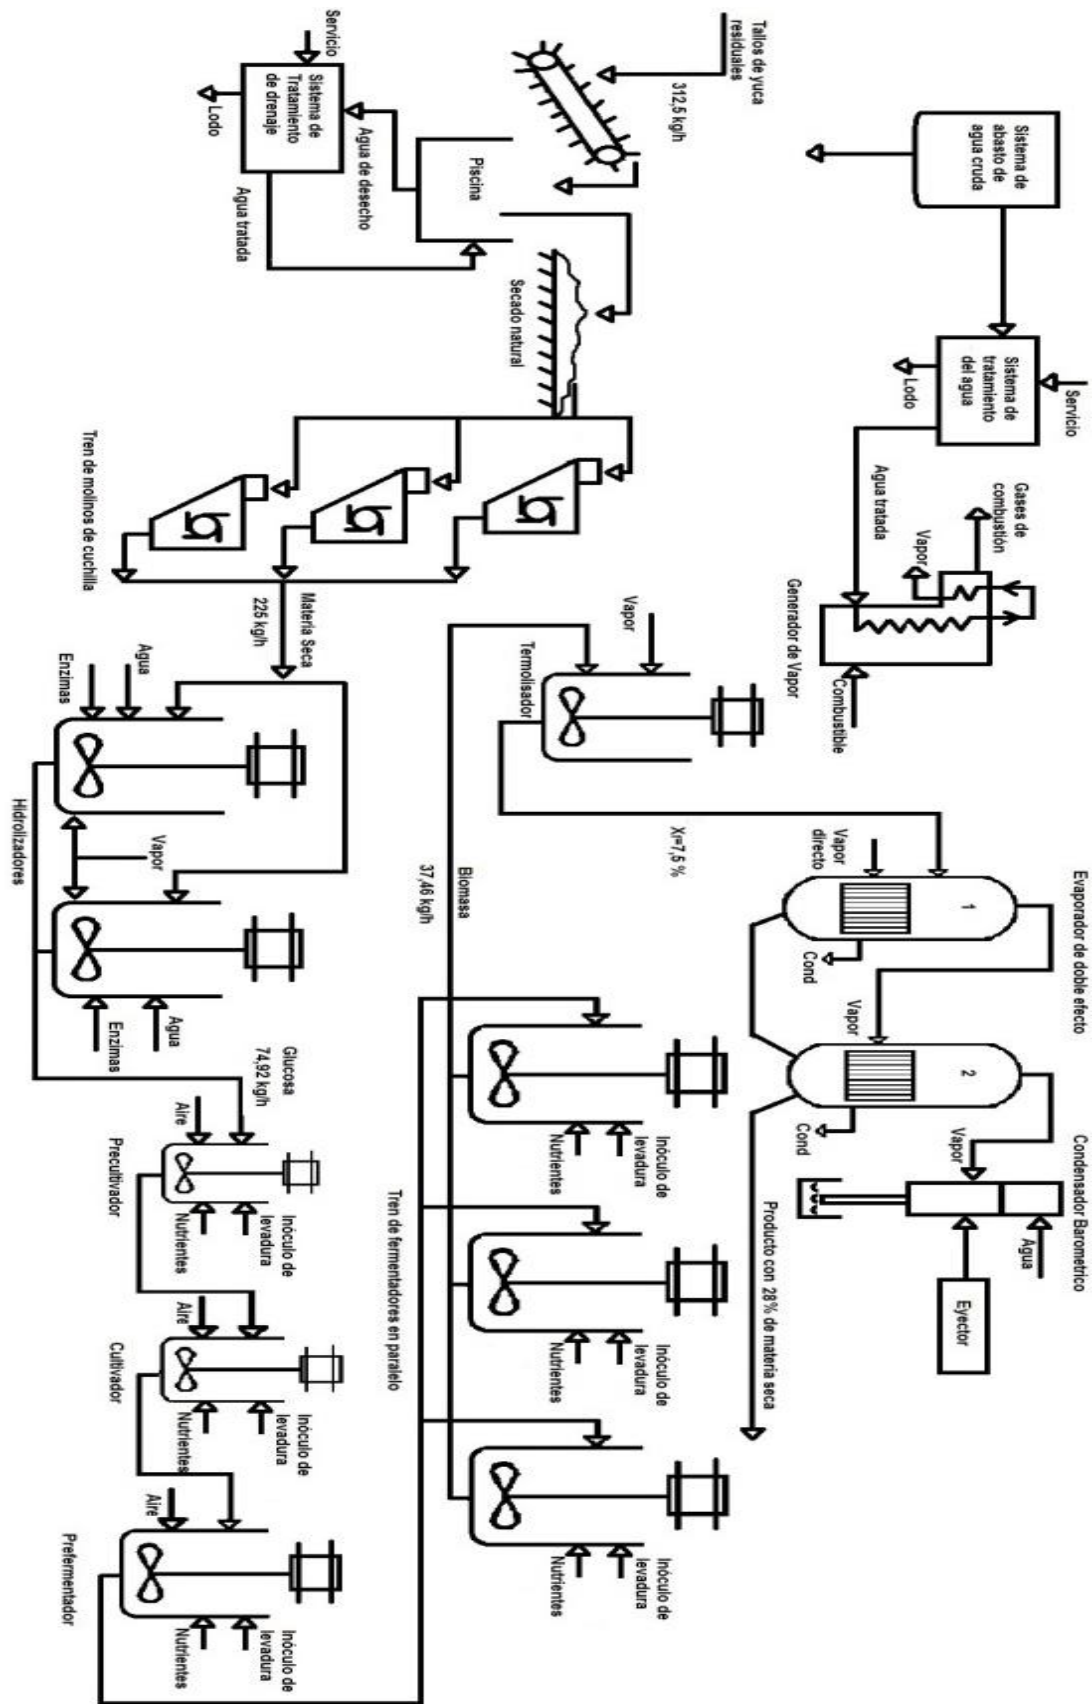 Sistema de
abasto de
agua cruda
Servicio
Sistema de
tratamiento
del agua
Lodo
Agua tratada
Gases de
combustión
Vapor
Combustible
Generador de Vapor
Evaporador de doble efecto
Condensador Barometrico
Vapor
directo
1
Cond
Vapor
2
Cond
Vapor
Agua
Eyector
Tallos de yuca
residuales
312,5 kg/h
Vapor
Termolisador
Xf=7,5 %
Producto con 28% de materia seca
Piscina
Secado natural
Servicio
Sistema de
Tratamiento
de drenaje
Lodo
Agua de desecho
Agua tratada
Biomasa
37,46 kg/h
Inóculo de
levadura
Nutrientes
Inóculo de
levadura
Nutrientes
Inóculo de
levadura
Nutrientes
Tren de fermentadores en paralelo
Tren de molinos de cuchilla
Materia Seca
225 kg/h
Agua
Enzimas
Vapor
Agua
Enzimas
Hidrolizadores
Glucosa
74,92 kg/h
Aire
Inóculo de
levadura
Nutrientes
Precultivador
Aire
Inóculo de
levadura
Nutrientes
Cultivador
Aire
Inóculo de
levadura
Nutrientes
Prefermentador